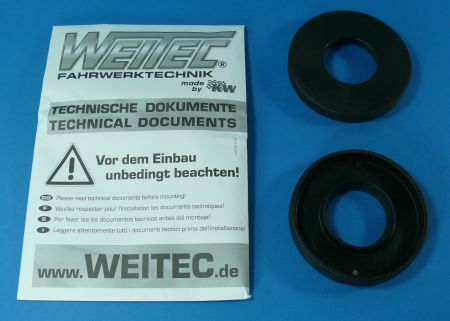 WEITEC®
FAHRWERKTECHNIK
made by KW
TECHNISCHE DOKUMENTE
TECHNICAL DOCUMENTS
Vor dem Einbau
unbedingt beachten!
GB Please read technical documents before mounting!
F Veuillez respecter pour l'installation les documents techniques!
E Por favor lea los documentos tecnicos antes del montaje!
I Leggere attentamente tutti i documenti tecnici prima dell'installazione!
www.WEITEC.de